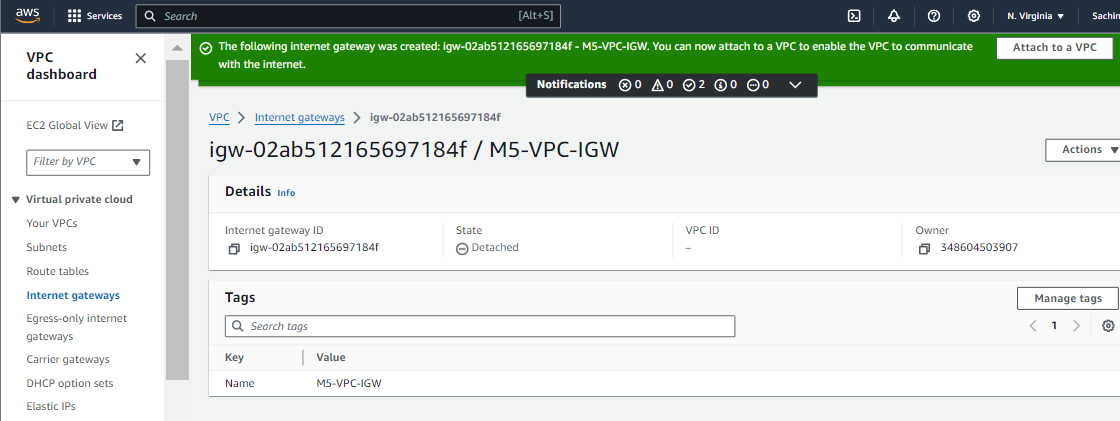 aws
Services
Search
[Alt+S]
N. Virginia
Sachin
VPC
dashboard
EC2 Global View
Filter by VPC
Virtual private cloud
Your VPCs
Subnets
Route tables
Internet gateways
Egress-only internet
gateways
Carrier gateways
DHCP option sets
Elastic IPs
The following internet gateway was created: igw-02ab512165697184f - M5-VPC-IGW. You can now attach to a VPC to enable the VPC to communicate
with the internet.
Attach to a VPC
Notifications 0 0 2 0 0
VPC > Internet gateways > igw-02ab512165697184f
igw-02ab512165697184f / M5-VPC-IGW
Actions
Details Info
Internet gateway ID
igw-02ab512165697184f
State
Detached
VPC ID
–
Owner
348604503907
Tags
Manage tags
Search tags
1
Key Value
Name M5-VPC-IGW